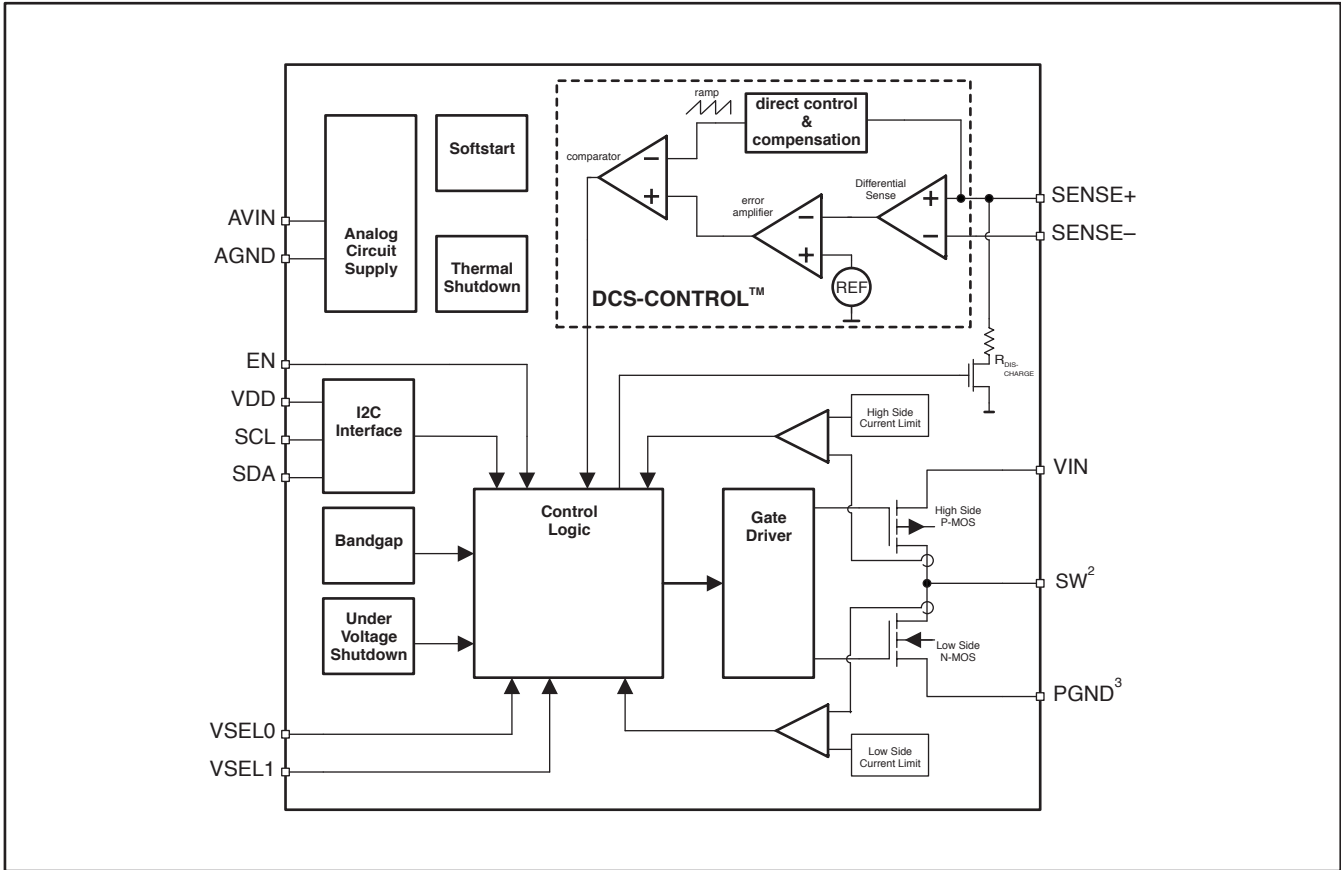 ramp
direct control
&
compensation
comparator
−
+
error
amplifier
−
+
Differential
Sense
+
−
REF
DCS-CONTROL™
Analog
Circuit
Supply
Softstart
Thermal
Shutdown
AVIN
AGND
SENSE+
SENSE−
R DIS-
CHARGE
EN
VDD
SCL
SDA
I2C
Interface
Bandgap
Under
Voltage
Shutdown
Control
Logic
Gate
Driver
High Side
Current Limit
High Side
P-MOS
Low Side
N-MOS
Low Side
Current Limit
VIN
SW²
PGND³
VSEL0
VSEL1